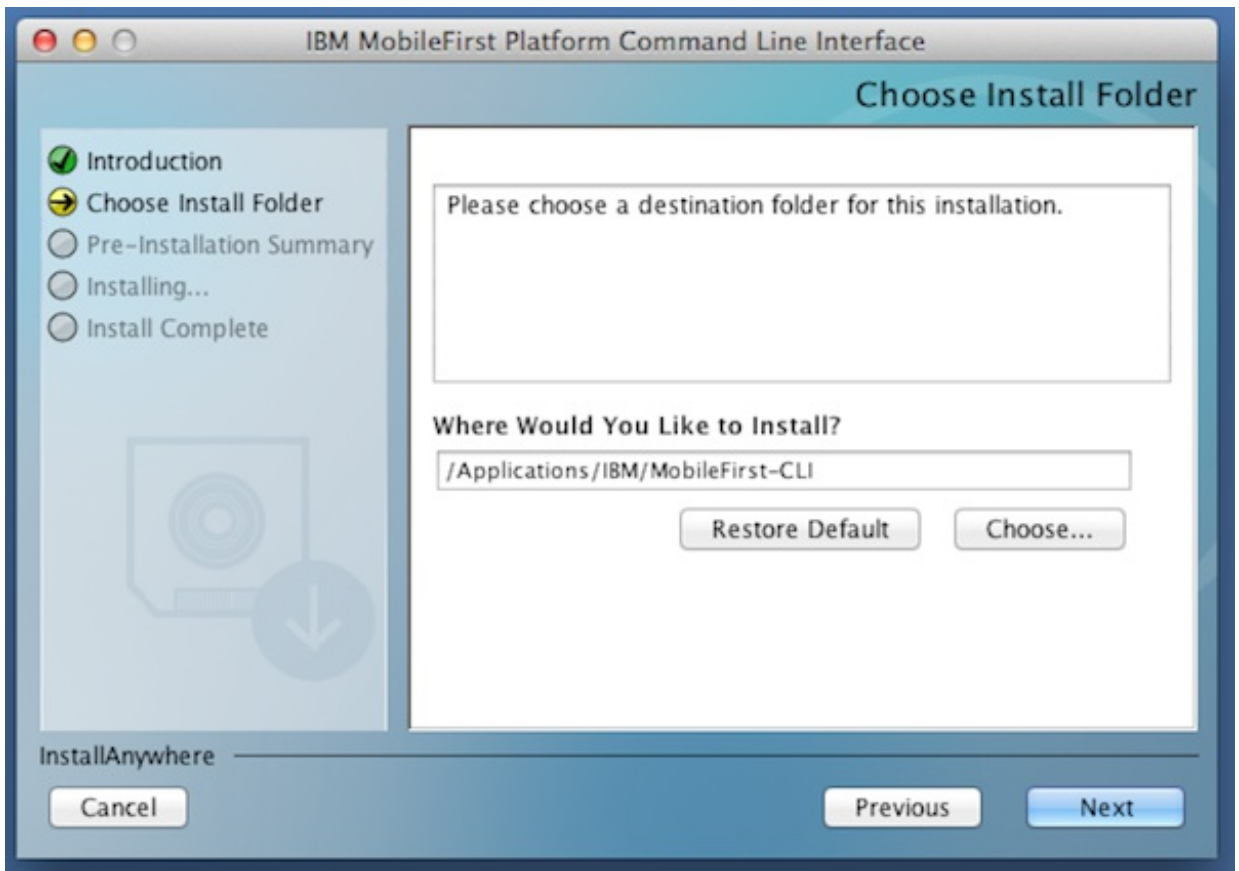 IBM MobileFirst Platform Command Line Interface
Choose Install Folder
Introduction
Choose Install Folder
Pre-Installation Summary
Installing...
Install Complete
Please choose a destination folder for this installation.
Where Would You Like to Install?
/Applications/IBM/MobileFirst-CLI
Restore Default
Choose...
InstallAnywhere
Cancel
Previous
Next